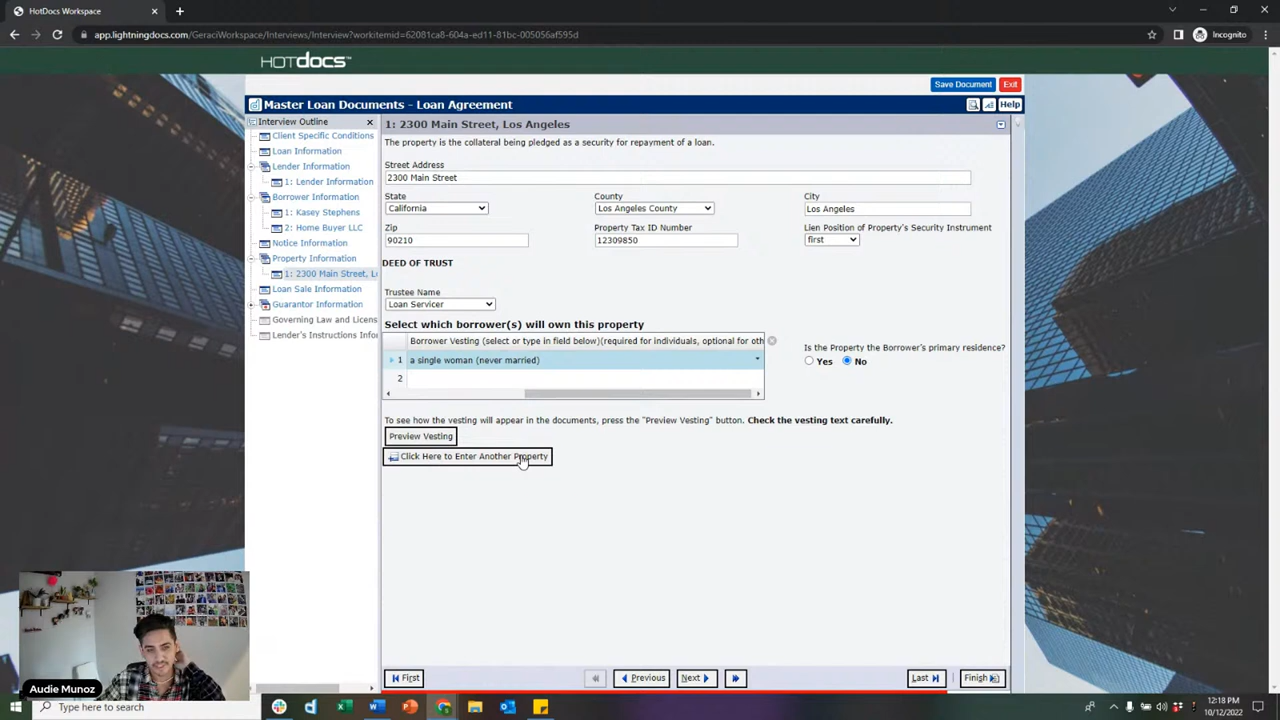 HotDocs Workspace
Incognito
app.lightningdocs.com/GeraciWorkspace/Interviews/Interview?workitemid=62081ca8-604a-ed11-81bc-005056af595d
HOTDOCS
Save Document
Exit
Master Loan Documents - Loan Agreement
Help
Interview Outline
Client Specific Conditions
Loan Information
Lender Information
1: Lender Information
Borrower Information
1: Kasey Stephens
2: Home Buyer LLC
Notice Information
Property Information
1: 2300 Main Street, Lo
Loan Sale Information
Guarantor Information
Governing Law and Licens
Lender's Instructions Infor
1: 2300 Main Street, Los Angeles
The property is the collateral being pledged as a security for repayment of a loan.
Street Address
2300 Main Street
State
County
City
California
Los Angeles County
Los Angeles
Zip
Property Tax ID Number
Lien Position of Property's Security Instrument
90210
12309850
first
DEED OF TRUST
Trustee Name
Loan Servicer
Select which borrower(s) will own this property
Borrower Vesting (select or type in field below)(required for individuals, optional for oth
1 a single woman (never married)
2
Is the Property the Borrower's primary residence?
Yes No
To see how the vesting will appear in the documents, press the "Preview Vesting" button. Check the vesting text carefully.
Preview Vesting
Click Here to Enter Another Property
First
Previous
Next
Last
Finish
Audie Munoz
Type here to search
12:18 PM
10/12/2022